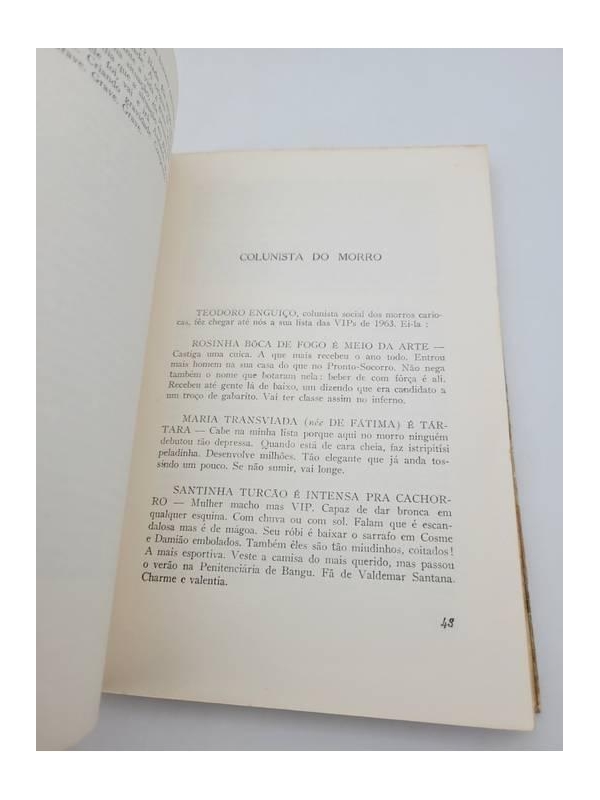 que a
foi vai
Criando
Grave. Grave.
COLUNISTA DO MORRO
TEODORO ENGUIÇO, colunista social dos morros cario-
cas, fêz chegar até nós a sua lista das VIPs de 1963. Ei-la :
ROSINHA BÔCA DE FOGO É MEIO DA ARTE —
Castiga uma cuíca. A que mais recebeu o ano todo. Entrou
mais homem na sua casa do que no Pronto-Socorro. Não nega
também o nome que botaram nela: beber de com fôrça é ali.
Recebeu até gente lá de baixo, um dizendo que era candidato a
um troço de gabarito. Vai ter classe assim no inferno.
MARIA TRANSVIADA (née DE FÁTIMA) É TÁR-
TARA — Cabe na minha lista porque aqui no morro ninguém
debutou tão depressa. Quando está de cara cheia, faz istripitísi
peladinha. Desenvolve milhões. Tão elegante que já anda tos-
sindo um pouco. Se não sumir, vai longe.
SANTINHA TURCÃO É INTENSA PRA CACHOR-
RO — Mulher macho mas VIP. Capaz de dar bronca em
qualquer esquina. Com chuva ou com sol. Falam que é escan-
dalosa mas é de mágoa. Seu róbi é baixar o sarrafo em Cosme
e Damião embolados. Também êles são tão miudinhos, coitados!
A mais esportiva. Veste a camisa do mais querido, mas passou
o verão na Penitenciária de Bangu. Fã de Valdemar Santana.
Charme e valentia.
43